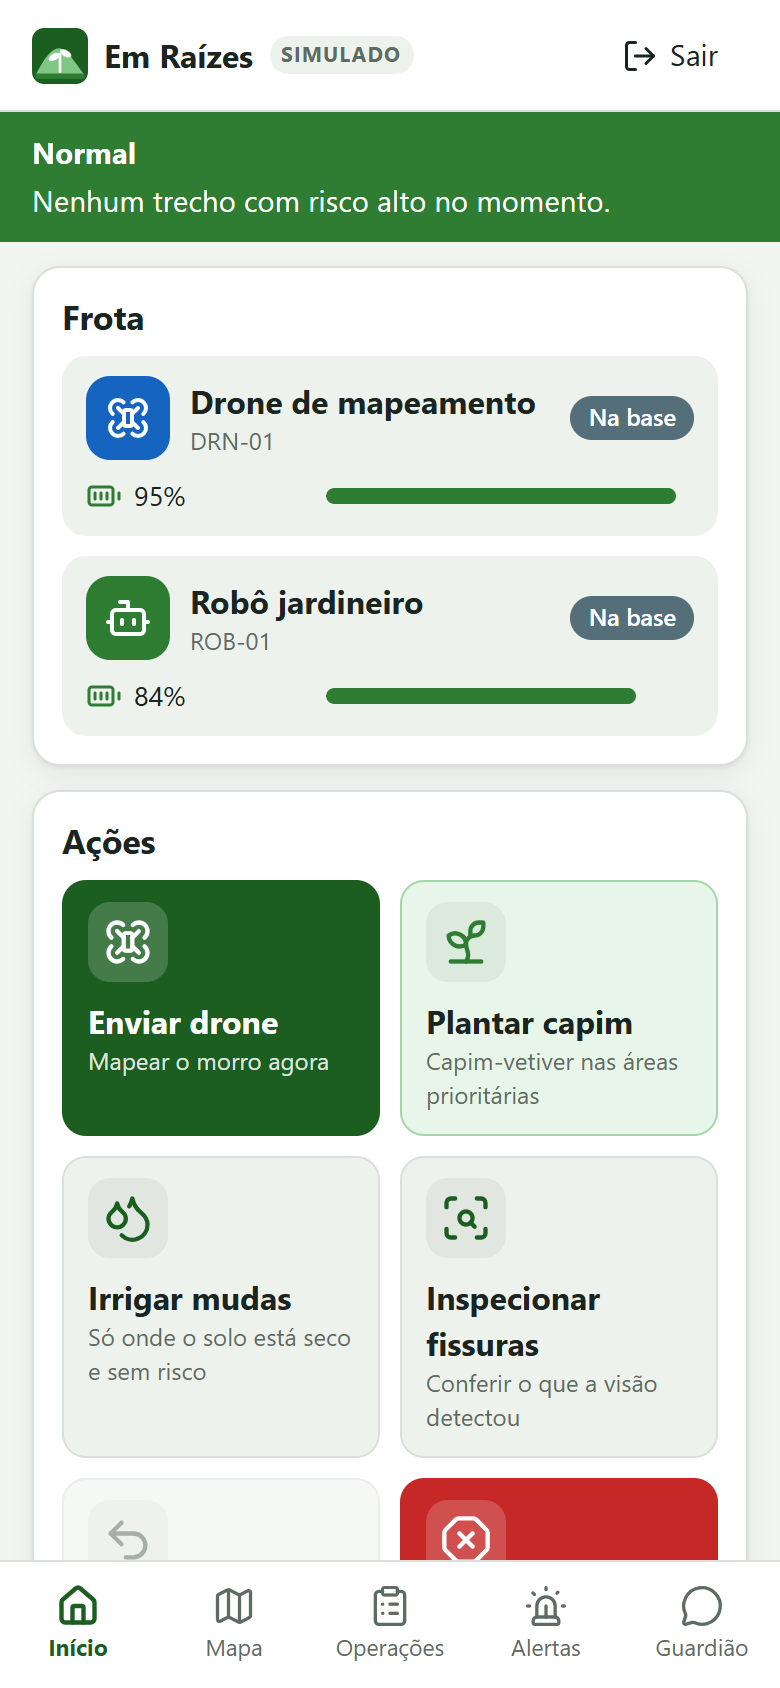 Em Raízes
SIMULADO
Sair
Normal
Nenhum trecho com risco alto no momento.
Frota
Drone de mapeamento
DRN-01
Na base
95%
Robô jardineiro
ROB-01
Na base
84%
Ações
Enviar drone
Mapear o morro agora
Plantar capim
Capim-vetiver nas áreas
prioritárias
Irrigar mudas
Só onde o solo está seco
e sem risco
Inspecionar
fissuras
Conferir o que a visão
detectou
Início
Mapa
Operações
Alertas
Guardião